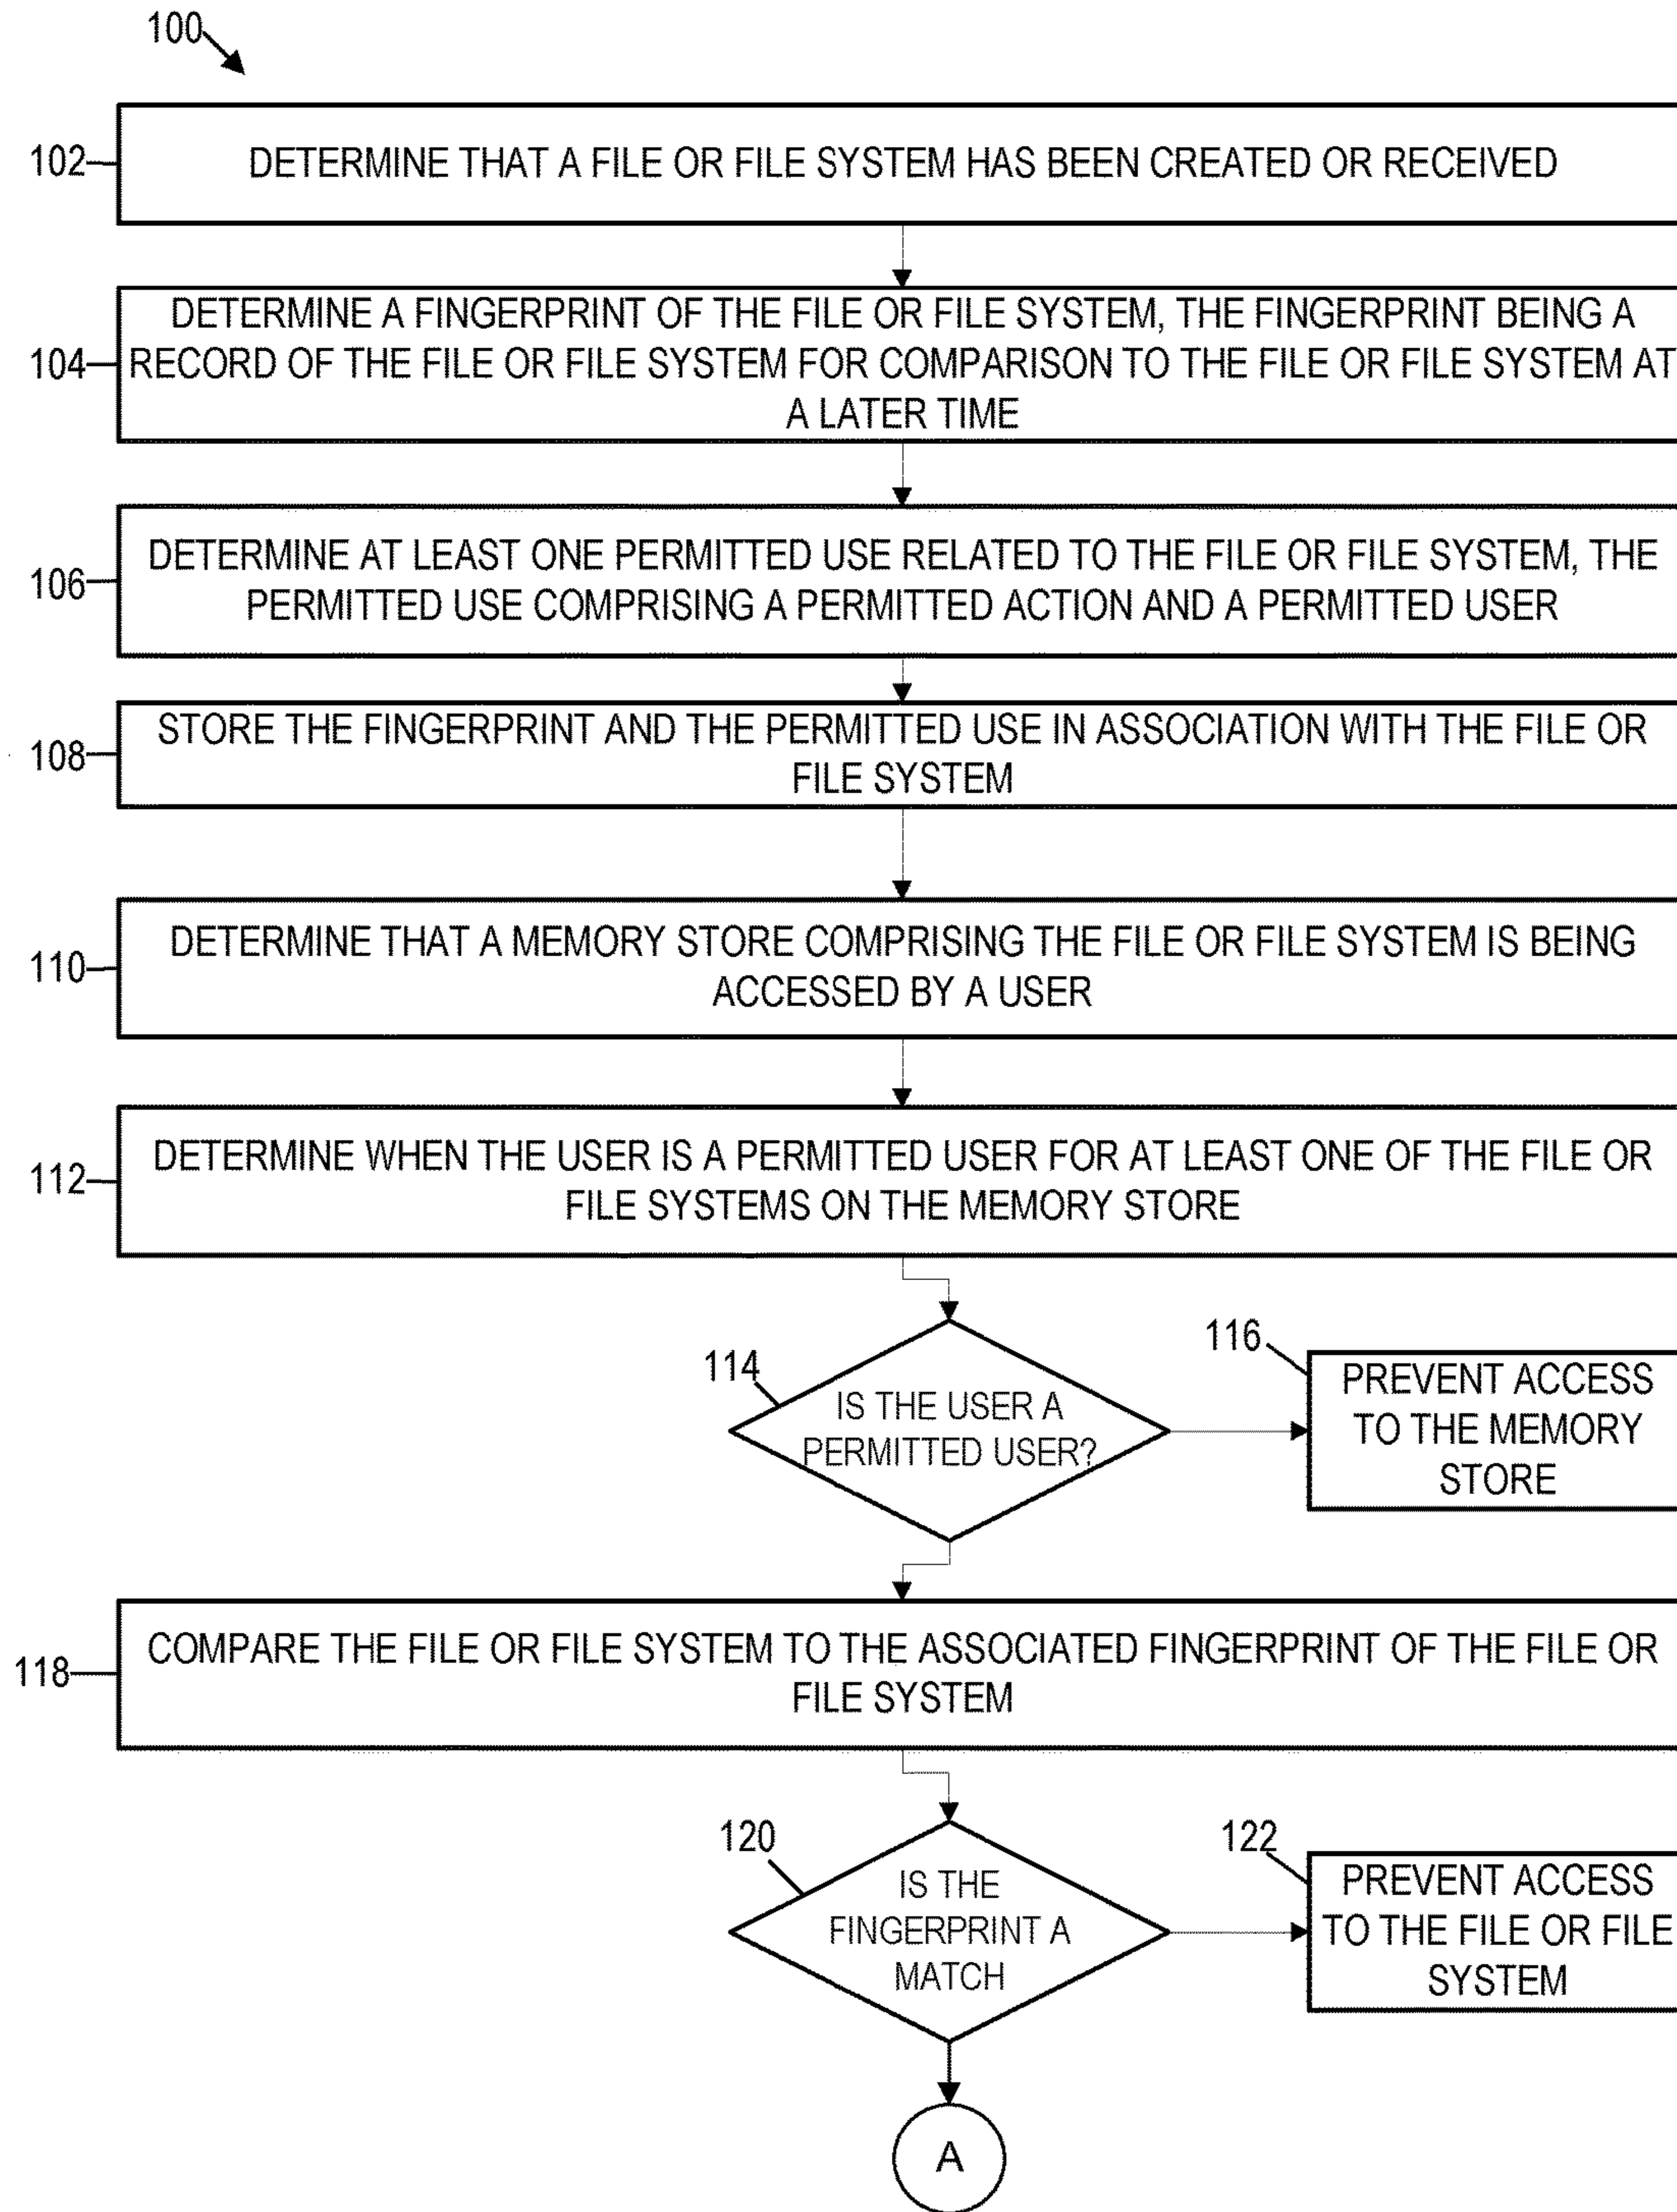 100
102
DETERMINE THAT A FILE OR FILE SYSTEM HAS BEEN CREATED OR RECEIVED
DETERMINE A FINGERPRINT OF THE FILE OR FILE SYSTEM, THE FINGERPRINT BEING A
104
RECORD OF THE FILE OR FILE SYSTEM FOR COMPARISON TO THE FILE OR FILE SYSTEM AT
A LATER TIME
106
DETERMINE AT LEAST ONE PERMITTED USE RELATED TO THE FILE OR FILE SYSTEM, THE
PERMITTED USE COMPRISING A PERMITTED ACTION AND A PERMITTED USER
108
STORE THE FINGERPRINT AND THE PERMITTED USE IN ASSOCIATION WITH THE FILE OR
FILE SYSTEM
110
DETERMINE THAT A MEMORY STORE COMPRISING THE FILE OR FILE SYSTEM IS BEING
ACCESSED BY A USER
112
DETERMINE WHEN THE USER IS A PERMITTED USER FOR AT LEAST ONE OF THE FILE OR
FILE SYSTEMS ON THE MEMORY STORE
114
IS THE USER A
PERMITTED USER?
116
PREVENT ACCESS
TO THE MEMORY
STORE
118
COMPARE THE FILE OR FILE SYSTEM TO THE ASSOCIATED FINGERPRINT OF THE FILE OR
FILE SYSTEM
120
IS THE
FINGERPRINT A
MATCH
122
PREVENT ACCESS
TO THE FILE OR FILE
SYSTEM
A